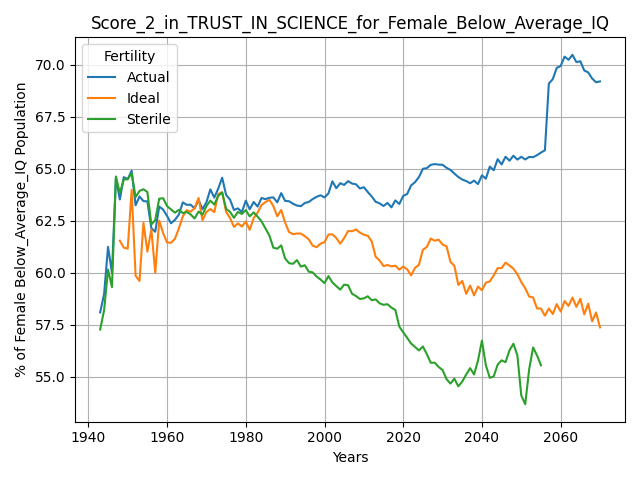 Score_2_in_TRUST_IN_SCIENCE_for_Female_Below_Average_IQ
Fertility
Actual
Ideal
Sterile
% of Female Below_Average_IQ Population
70.0
67.5
65.0
62.5
60.0
57.5
55.0
1940 1960 1980 2000 2020 2040 2060
Years